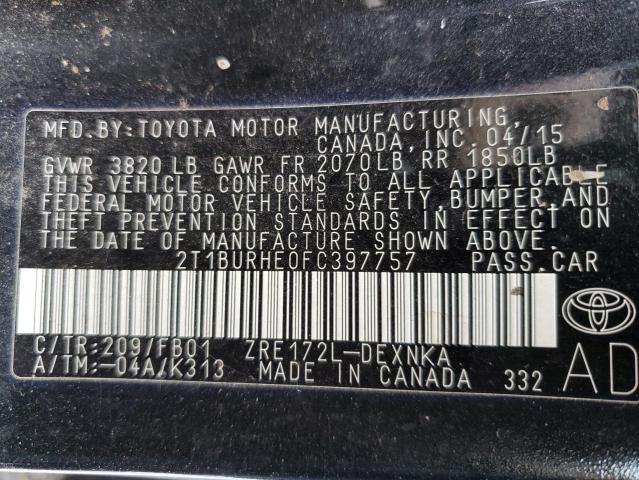 MFD. BY: TOYOTA MOTOR MANUFACTURING,
CANADA, INC. 04/15
GVWR 3820 LB GAWR FR 2070LB RR 1850LB
THIS VEHICLE CONFORMS TO ALL APPLICABLE
FEDERAL MOTOR VEHICLE SAFETY, BUMPER, AND
THEFT PREVENTION STANDARDS IN EFFECT ON
THE DATE OF MANUFACTURE SHOWN ABOVE.
2T1BURHE0FC397757 PASS. CAR
C/TR: 209/FB01 ZRE172L-DEXNKA
A/TM: -04A/K313 MADE IN CANADA 332
AD